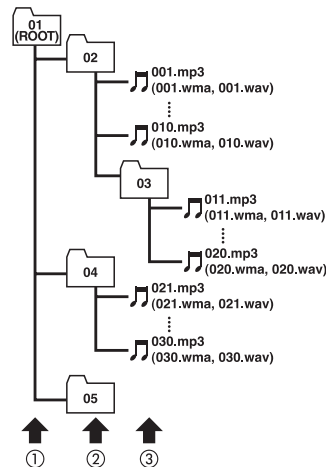 01
(ROOT)
02
001.mp3
(001.wma, 001.wav)
010.mp3
(010.wma, 010.wav)
03
011.mp3
(011.wma, 011.wav)
020.mp3
(020.wma, 020.wav)
04
021.mp3
(021.wma, 021.wav)
030.mp3
(030.wma, 030.wav)
05
① ② ③